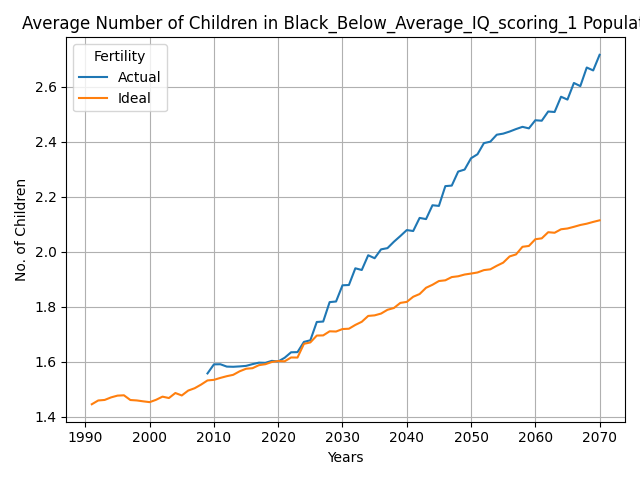 Average Number of Children in Black_Below_Average_IQ_scoring_1 Populat
Fertility
Actual
Ideal
No. of Children
2.6
2.4
2.2
2.0
1.8
1.6
1.4
1990 2000 2010 2020 2030 2040 2050 2060 2070
Years